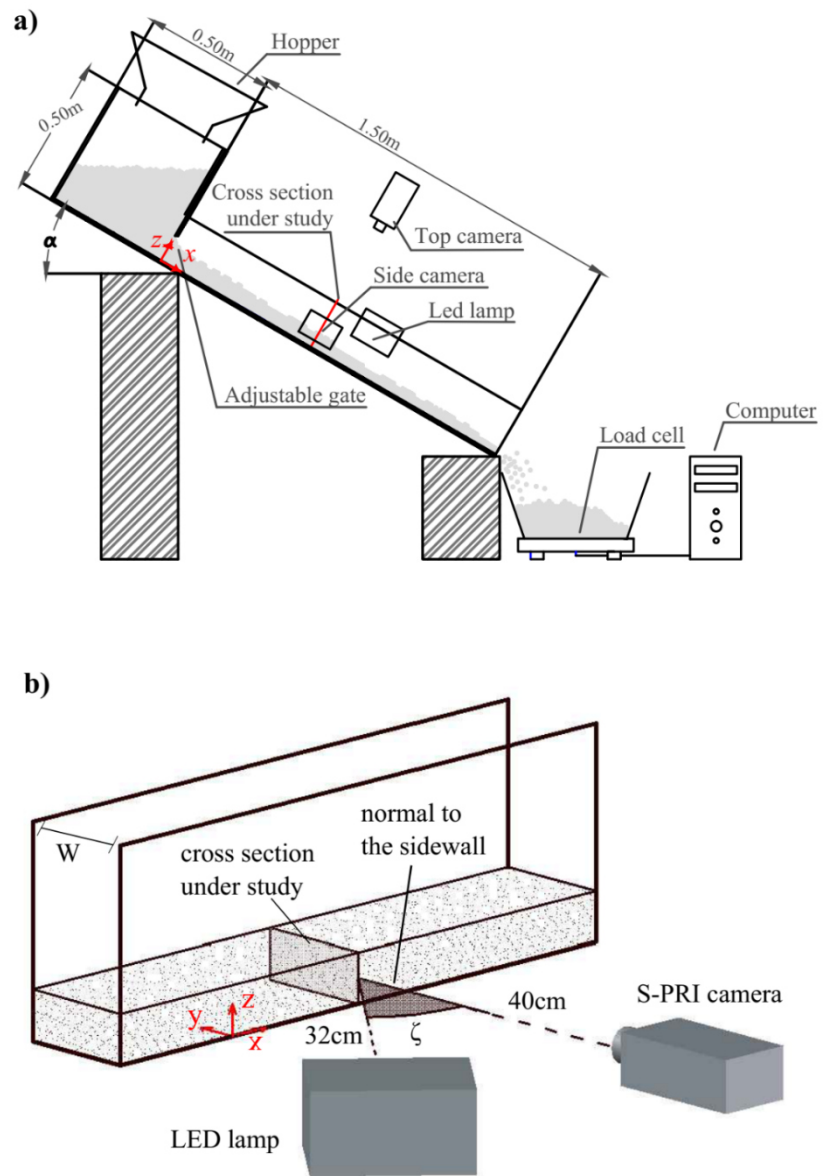 a)
0.50m
Hopper
0.50m
1.50m
Cross section
under study
Top camera
α
z
x
Side camera
Led lamp
Adjustable gate
Computer
Load cell
b)
normal to
the sidewall
W
cross section
under study
S-PRI camera
40cm
z
y
x
32cm
ζ
LED lamp